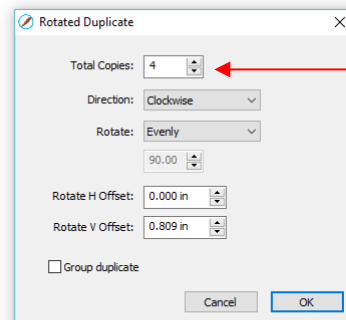 Rotated Duplicate
Total Copies: 4
Direction: Clockwise
Rotate: Evenly
90.00
Rotate H Offset: 0.000 in
Rotate V Offset: 0.809 in
Group duplicate
Cancel OK